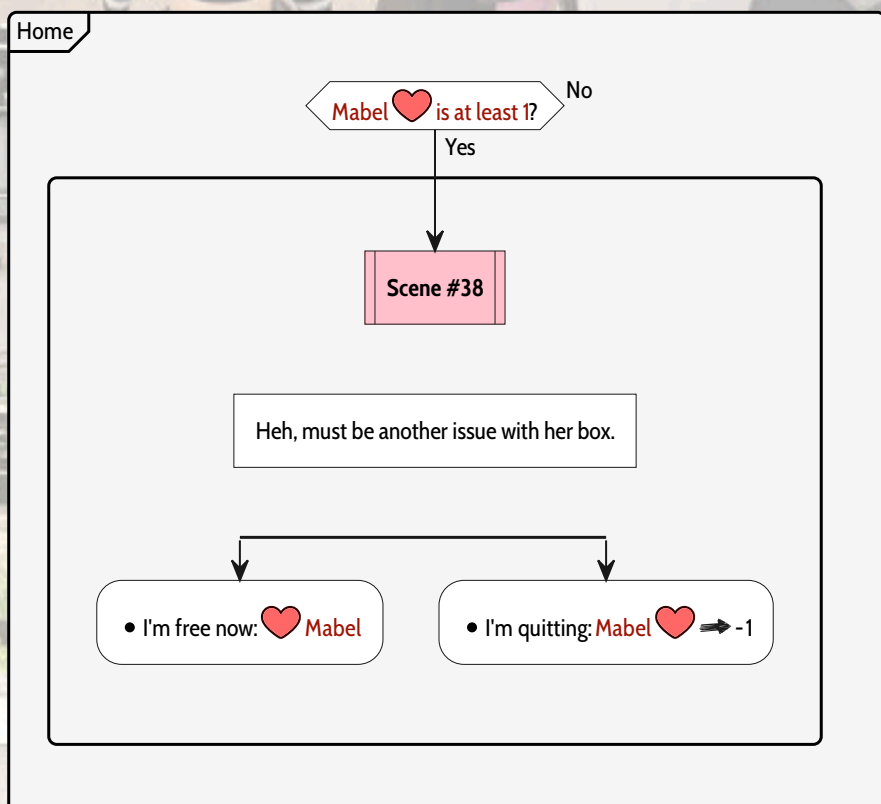 Home
Mabel is at least 1?
No
Yes
Scene #38
Heh, must be another issue with her box.
• I'm free now: Mabel
• I'm quitting: Mabel -1